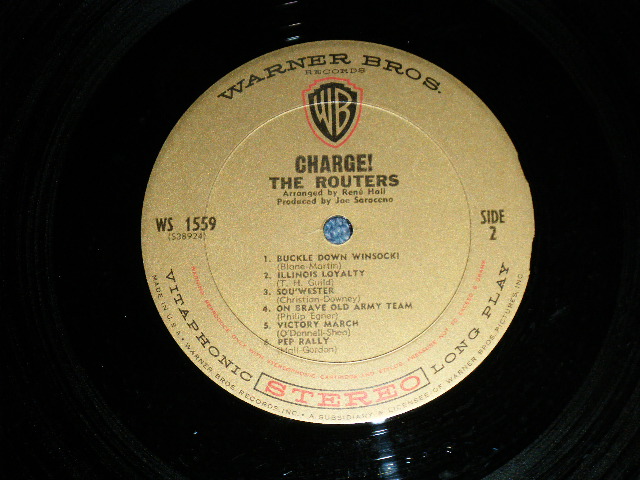 WARNER BROS.
RECORDS
WB
CHARGE!
THE ROUTERS
Arranged by René Hall
Produced by Joe Saraceno
WS 1559
(S38924)
SIDE
2
1. BUCKLE DOWN WINSOCKI
(Blane-Martin)
2. ILLINOIS LOYALTY
(T. H. Guild)
3. SOU'WESTER
(Christian-Downey)
4. ON BRAVE OLD ARMY TEAM
(Philip Egner)
5. VICTORY MARCH
(O'Donnell-Shea)
6. PEP RALLY
(Hall-Gordon)
VITAPHONIC STEREO LONG PLAY
MADE IN U.S.A. • WARNER BROS. RECORDS INC. • A SUBSIDIARY & LICENSEE OF WARNER BROS. PICTURES, INC.